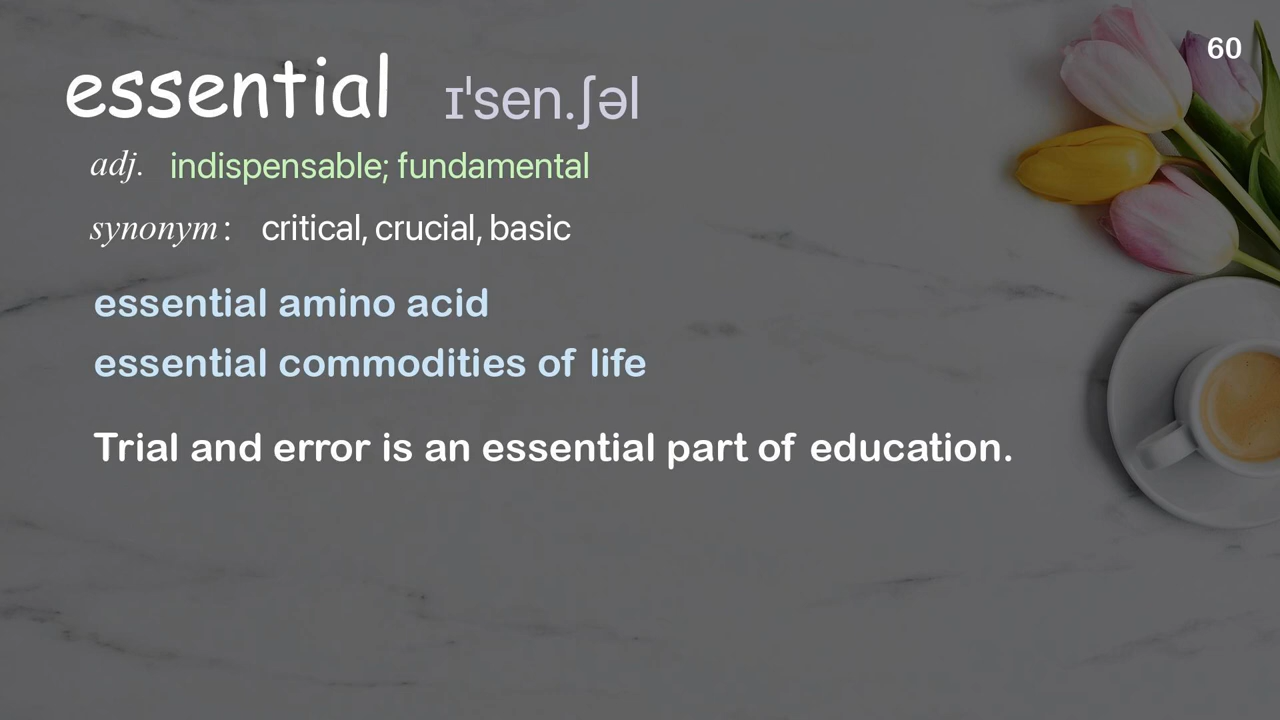 60
essential ɪˈsen.ʃəl
adj. indispensable; fundamental
synonym : critical, crucial, basic
essential amino acid
essential commodities of life
Trial and error is an essential part of education.